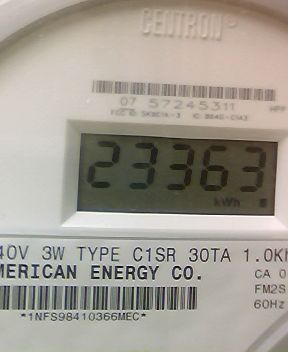 CENTRON
07 57245311
23363
kWh
40V 3W TYPE C1SR 30TA 1.0Kh
MERICAN ENERGY CO.
CA 0
FM2S
60Hz
*1NFS98410366MEC*